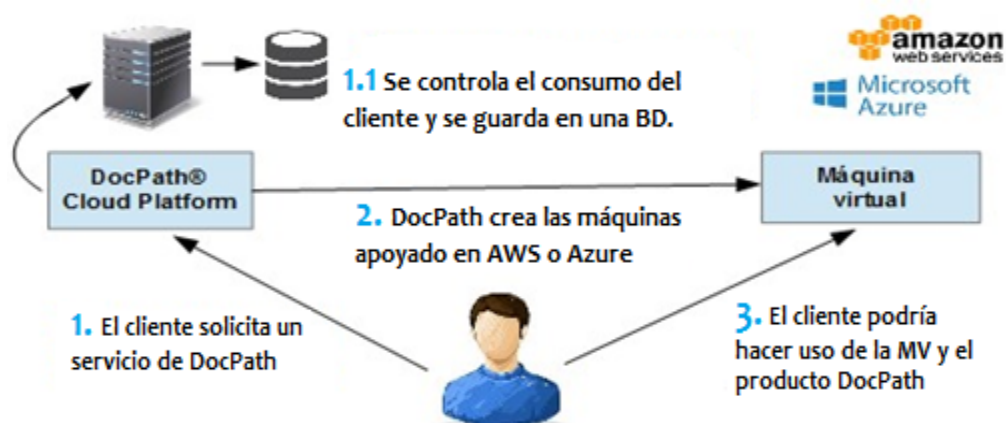 amazon
web services
Microsoft
Azure
1.1 Se controla el consumo del
cliente y se guarda en una BD.
DocPath®
Cloud Platform
Máquina
virtual
2. DocPath crea las máquinas
apoyado en AWS o Azure
1. El cliente solicita un
servicio de DocPath
3. El cliente podría
hacer uso de la MV y el
producto DocPath